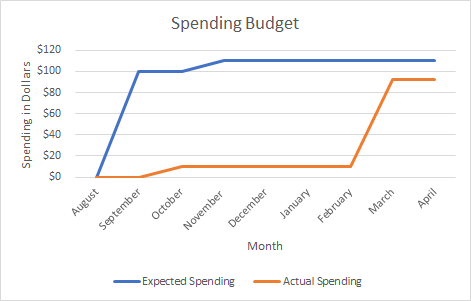 Spending Budget
$120
$100
$80
$60
$40
$20
$0
Spending in Dollars
August
September
October
November
December
January
February
March
April
Month
Expected Spending
Actual Spending